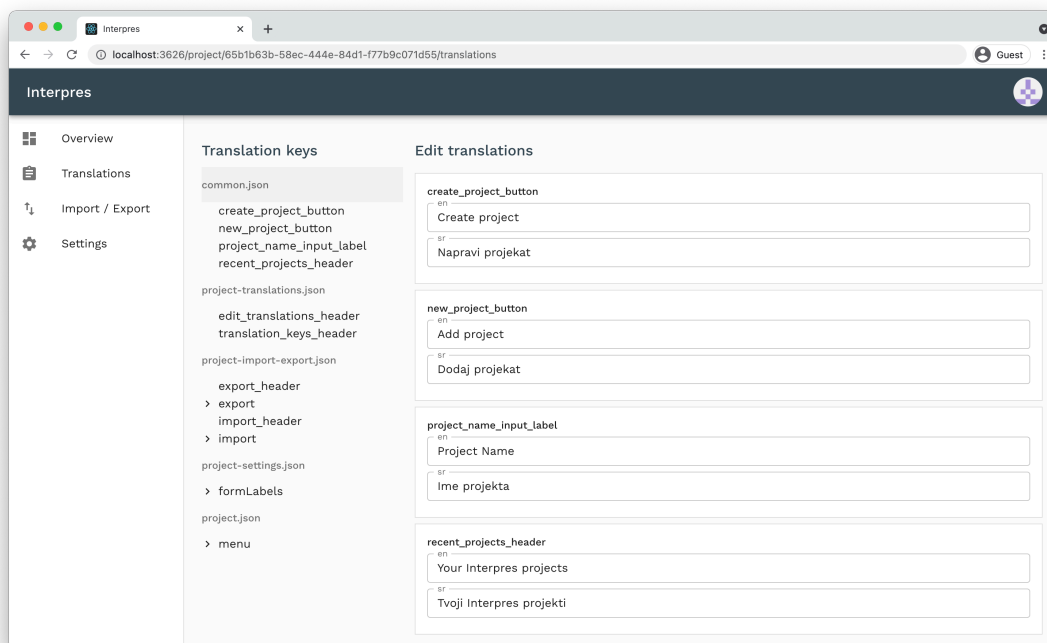 Interpres
localhost:3626/project/65b1b63b-58ec-444e-84d1-f77b9c071d55/translations
Guest
Interpres
Overview
Translations
Import / Export
Settings
Translation keys
common.json
create_project_button
new_project_button
project_name_input_label
recent_projects_header
project-translations.json
edit_translations_header
translation_keys_header
project-import-export.json
export_header
export
import_header
import
project-settings.json
formLabels
project.json
menu
Edit translations
create_project_button
en
Create project
sr
Napravi projekat
new_project_button
en
Add project
sr
Dodaj projekat
project_name_input_label
en
Project Name
sr
Ime projekta
recent_projects_header
en
Your Interpres projects
sr
Tvoji Interpres projekti